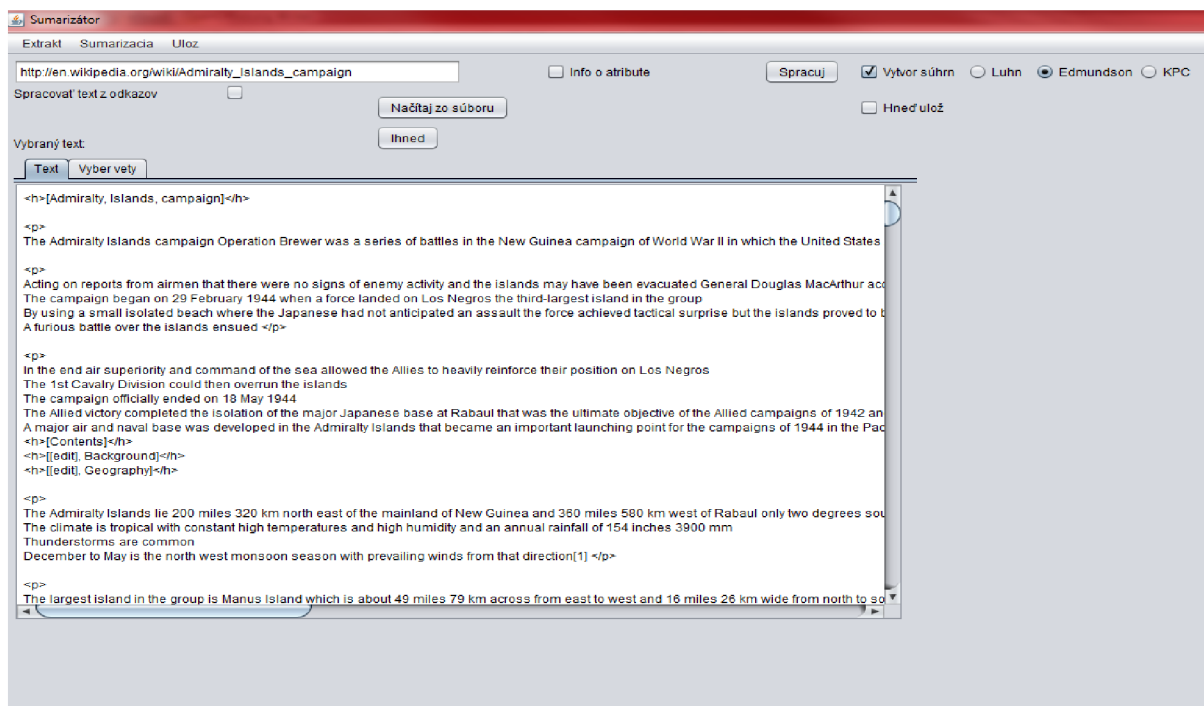 Sumarizátor
Extrakt Sumarizacia Uloz
http://en.wikipedia.org/wiki/Admiralty_Islands_campaign Info o atribute Spracuj Vytvor súhrn Luhn Edmundson KPC
Spracovať text z odkazov
Načítaj zo súboru Hneď ulož
Ihned
Vybraný text:
Text Vyber vety
<h>[Admiralty, Islands, campaign]</h>
<p>
The Admiralty Islands campaign Operation Brewer was a series of battles in the New Guinea campaign of World War II in which the United States
<p>
Acting on reports from airmen that there were no signs of enemy activity and the islands may have been evacuated General Douglas MacArthur
The campaign began on 29 February 1944 when a force landed on Los Negros the third-largest island in the group
By using a small isolated beach where the Japanese had not anticipated an assault the force achieved tactical surprise but the islands proved to
A furious battle over the islands ensued </p>
<p>
In the end air superiority and command of the sea allowed the Allies to heavily reinforce their position on Los Negros
The 1st Cavalry Division could then overrun the islands
The campaign officially ended on 18 May 1944
The Allied victory completed the isolation of the major Japanese base at Rabaul that was the ultimate objective of the Allied campaigns of 1942
A major air and naval base was developed in the Admiralty Islands that became an important launching point for the campaigns of 1944 in the
<h>[Contents]</h>
<h>[[edit], Background]</h>
<h>[[edit], Geography]</h>
<p>
The Admiralty Islands lie 200 miles 320 km north east of the mainland of New Guinea and 360 miles 580 km west of Rabaul only two degrees
The climate is tropical with constant high temperatures and high humidity and an annual rainfall of 154 inches 3900 mm
Thunderstorms are common
December to May is the north west monsoon season with prevailing winds from that direction[1] </p>
<p>
The largest island in the group is Manus Island which is about 49 miles 79 km across from east to west and 16 miles 26 km wide from north to